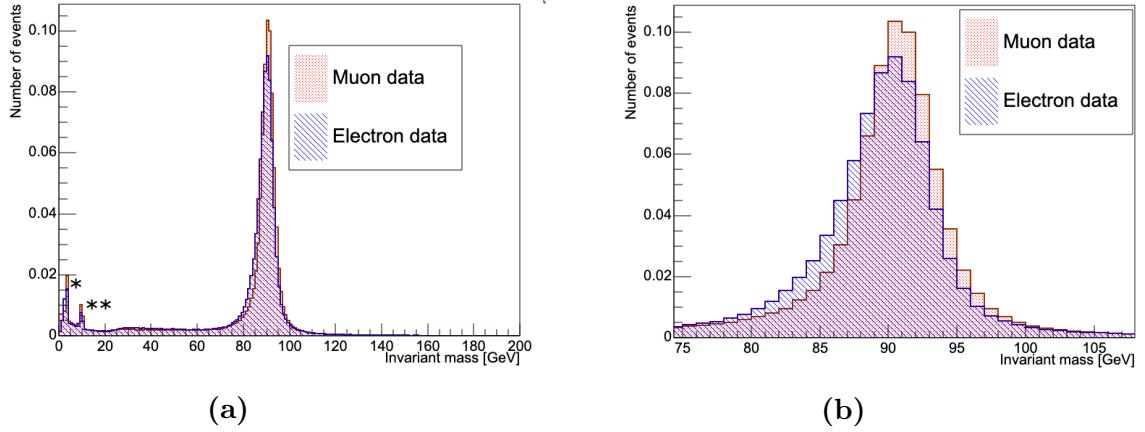 Number of events
0.10
0.08
0.06
0.04
0.02
0
Muon data
Electron data
*
**
0 20 40 60 80 100 120 140 160 180 200
Invariant mass [GeV]
(a)
Number of events
0.10
0.08
0.06
0.04
0.02
0
Muon data
Electron data
75 80 85 90 95 100 105
Invariant mass [GeV]
(b)